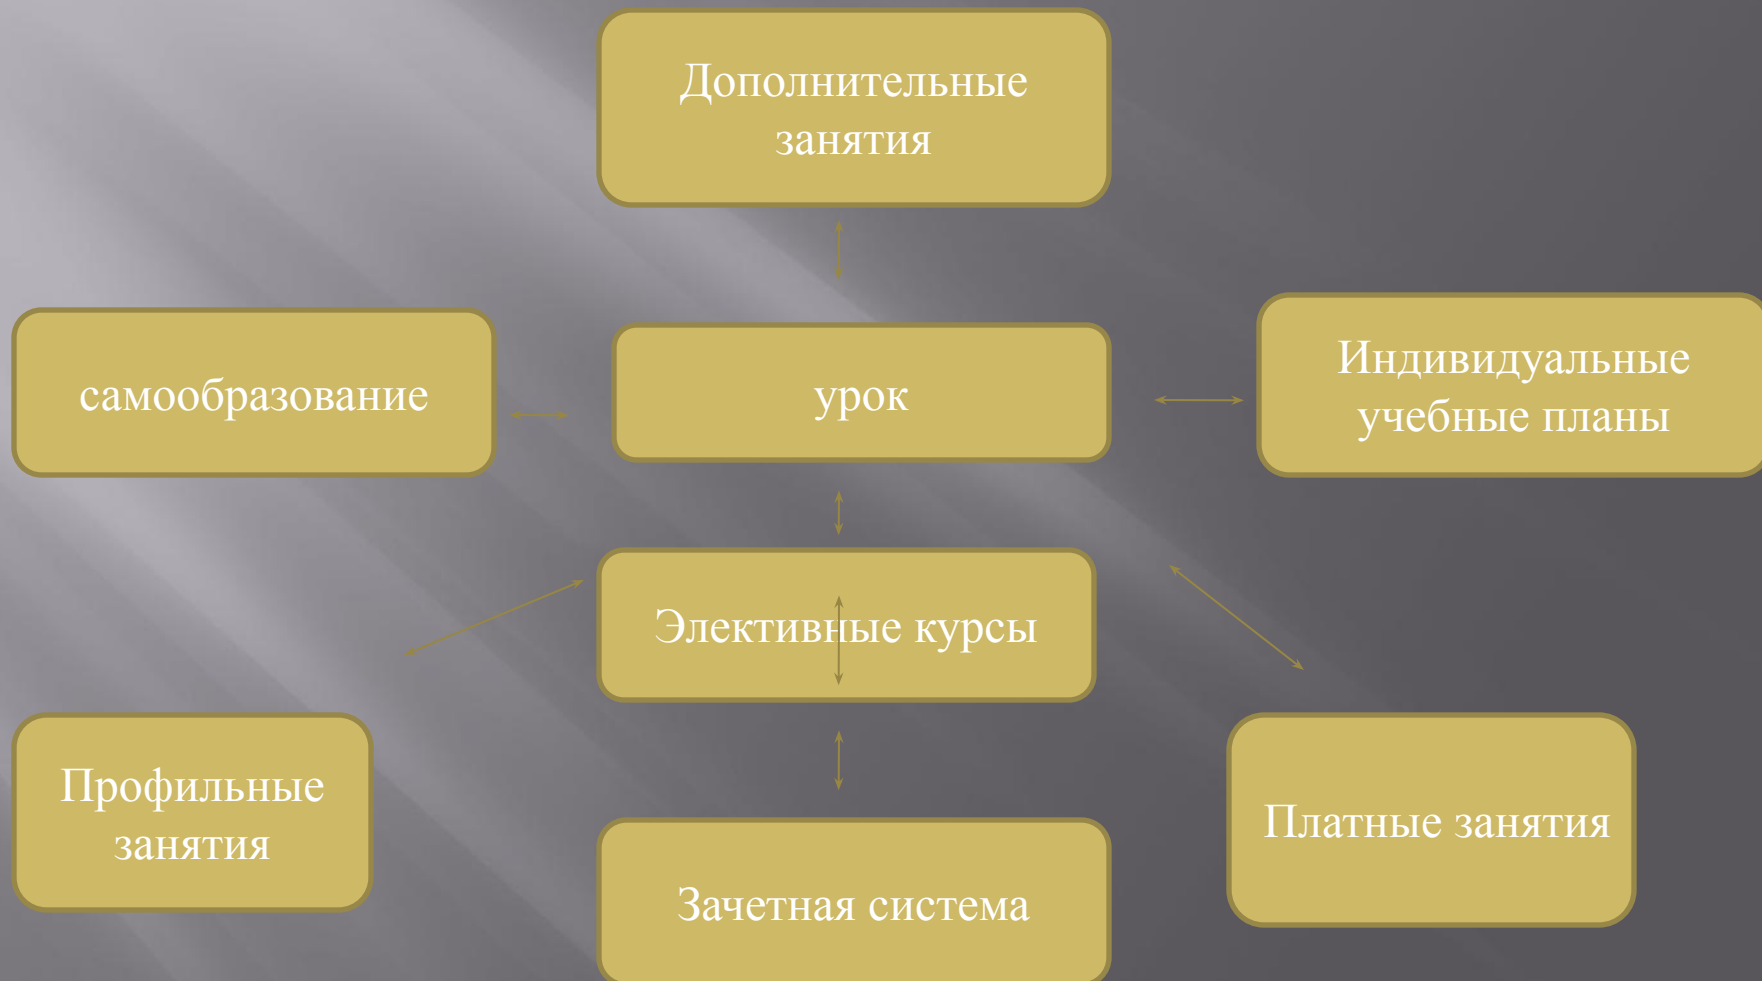 Дополнительные
занятия
самообразование
урок
Индивидуальные
учебные планы
Элективные курсы
Профильные
занятия
Платные занятия
Зачетная система